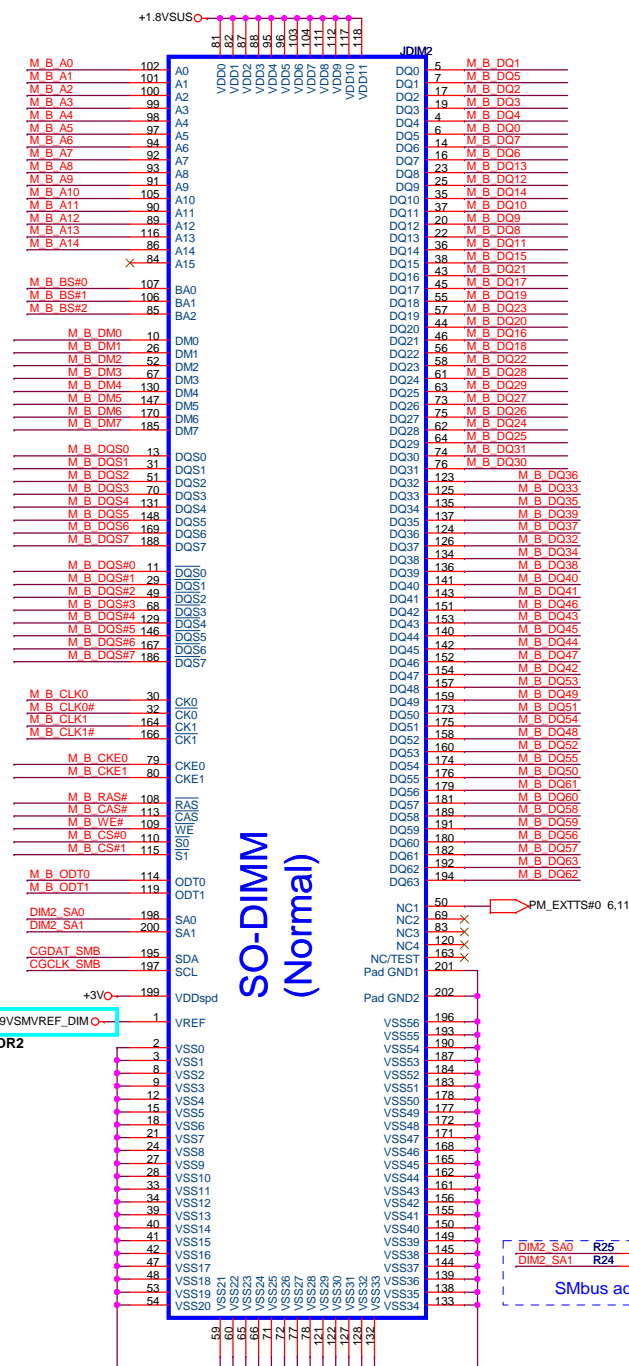 +1.8VSUS
81 82 87 88 95 96 103 104 111 112 117 118
VDD0 VDD1 VDD2 VDD3 VDD4 VDD5 VDD6 VDD7 VDD8 VDD9 VDD10 VDD11
JDIM2
M_B_A0 102 A0
M_B_A1 101 A1
M_B_A2 100 A2
M_B_A3 99 A3
M_B_A4 98 A4
M_B_A5 97 A5
M_B_A6 94 A6
M_B_A7 92 A7
M_B_A8 93 A8
M_B_A9 91 A9
M_B_A10 105 A10
M_B_A11 90 A11
M_B_A12 89 A12
M_B_A13 116 A13
M_B_A14 86 A14
84 A15
M_B_BS#0 107 BA0
M_B_BS#1 106 BA1
M_B_BS#2 85 BA2
M_B_DM0 10 DM0
M_B_DM1 26 DM1
M_B_DM2 52 DM2
M_B_DM3 67 DM3
M_B_DM4 130 DM4
M_B_DM5 147 DM5
M_B_DM6 170 DM6
M_B_DM7 185 DM7
M_B_DQS0 13 DQS0
M_B_DQS1 31 DQS1
M_B_DQS2 51 DQS2
M_B_DQS3 70 DQS3
M_B_DQS4 131 DQS4
M_B_DQS5 148 DQS5
M_B_DQS6 169 DQS6
M_B_DQS7 188 DQS7
M_B_DQS#0 11 DQS0
M_B_DQS#1 29 DQS1
M_B_DQS#2 49 DQS2
M_B_DQS#3 68 DQS3
M_B_DQS#4 129 DQS4
M_B_DQS#5 146 DQS5
M_B_DQS#6 167 DQS6
M_B_DQS#7 186 DQS7
M_B_CLK0 30 CK0
M_B_CLK0# 32 CK0
M_B_CLK1 164 CK1
M_B_CLK1# 166 CK1
M_B_CKE0 79 CKE0
M_B_CKE1 80 CKE1
M_B_RAS# 108 RAS
M_B_CAS# 113 CAS
M_B_WE# 109 WE
M_B_CS#0 110 S0
M_B_CS#1 115 S1
M_B_ODT0 114 ODT0
M_B_ODT1 119 ODT1
DIM2_SA0 198 SA0
DIM2_SA1 200 SA1
CGDAT_SMB 195 SDA
CGCLK_SMB 197 SCL
+3V 199 VDDspd
9VSMVREF_DIM 1 VREF
DR2
2 VSS0
3 VSS1
8 VSS2
9 VSS3
12 VSS4
15 VSS5
18 VSS6
21 VSS7
24 VSS8
27 VSS9
28 VSS10
33 VSS11
34 VSS12
39 VSS13
40 VSS14
41 VSS15
42 VSS16
47 VSS17
48 VSS18
53 VSS19
54 VSS20
SO-DIMM
(Normal)
DQ0 5 M_B_DQ1
DQ1 7 M_B_DQ5
DQ2 17 M_B_DQ2
DQ3 19 M_B_DQ3
DQ4 4 M_B_DQ4
DQ5 6 M_B_DQ0
DQ6 14 M_B_DQ7
DQ7 16 M_B_DQ6
DQ8 23 M_B_DQ13
DQ9 25 M_B_DQ12
DQ10 35 M_B_DQ14
DQ11 37 M_B_DQ10
DQ12 20 M_B_DQ9
DQ13 22 M_B_DQ8
DQ14 36 M_B_DQ11
DQ15 38 M_B_DQ15
DQ16 43 M_B_DQ21
DQ17 45 M_B_DQ17
DQ18 55 M_B_DQ19
DQ19 57 M_B_DQ23
DQ20 44 M_B_DQ20
DQ21 46 M_B_DQ16
DQ22 56 M_B_DQ18
DQ23 58 M_B_DQ22
DQ24 61 M_B_DQ28
DQ25 63 M_B_DQ29
DQ26 73 M_B_DQ27
DQ27 75 M_B_DQ26
DQ28 62 M_B_DQ24
DQ29 64 M_B_DQ25
DQ30 74 M_B_DQ31
DQ31 76 M_B_DQ30
DQ32 123 M_B_DQ36
DQ33 125 M_B_DQ33
DQ34 135 M_B_DQ35
DQ35 137 M_B_DQ39
DQ36 124 M_B_DQ37
DQ37 126 M_B_DQ32
DQ38 134 M_B_DQ34
DQ39 136 M_B_DQ38
DQ40 141 M_B_DQ40
DQ41 143 M_B_DQ41
DQ42 151 M_B_DQ46
DQ43 153 M_B_DQ43
DQ44 140 M_B_DQ45
DQ45 142 M_B_DQ44
DQ46 152 M_B_DQ47
DQ47 154 M_B_DQ42
DQ48 157 M_B_DQ53
DQ49 159 M_B_DQ49
DQ50 173 M_B_DQ51
DQ51 175 M_B_DQ54
DQ52 158 M_B_DQ48
DQ53 160 M_B_DQ52
DQ54 174 M_B_DQ55
DQ55 176 M_B_DQ50
DQ56 179 M_B_DQ61
DQ57 181 M_B_DQ60
DQ58 189 M_B_DQ58
DQ59 191 M_B_DQ59
DQ60 180 M_B_DQ56
DQ61 182 M_B_DQ57
DQ62 192 M_B_DQ63
DQ63 194 M_B_DQ62
NC1 50 PM_EXTTS#0 6,11
NC2 69
NC3 83
NC4 120
NC/TEST 163
Pad GND1 201
Pad GND2 202
VSS56 196
VSS55 193
VSS54 190
VSS53 187
VSS52 184
VSS51 183
VSS50 178
VSS49 177
VSS48 172
VSS47 171
VSS46 168
VSS45 165
VSS44 162
VSS43 161
VSS42 156
VSS41 155
VSS40 150
VSS39 149
VSS38 145
VSS37 144
VSS36 139
VSS35 138
VSS34 133
VSS21 VSS22 VSS23 VSS24 VSS25 VSS26 VSS27 VSS28 VSS29 VSS30 VSS31 VSS32 VSS33
59 60 65 66 71 72 77 78 121 122 127 128 132
DIM2_SA0 R25
DIM2_SA1 R24
SMbus ad